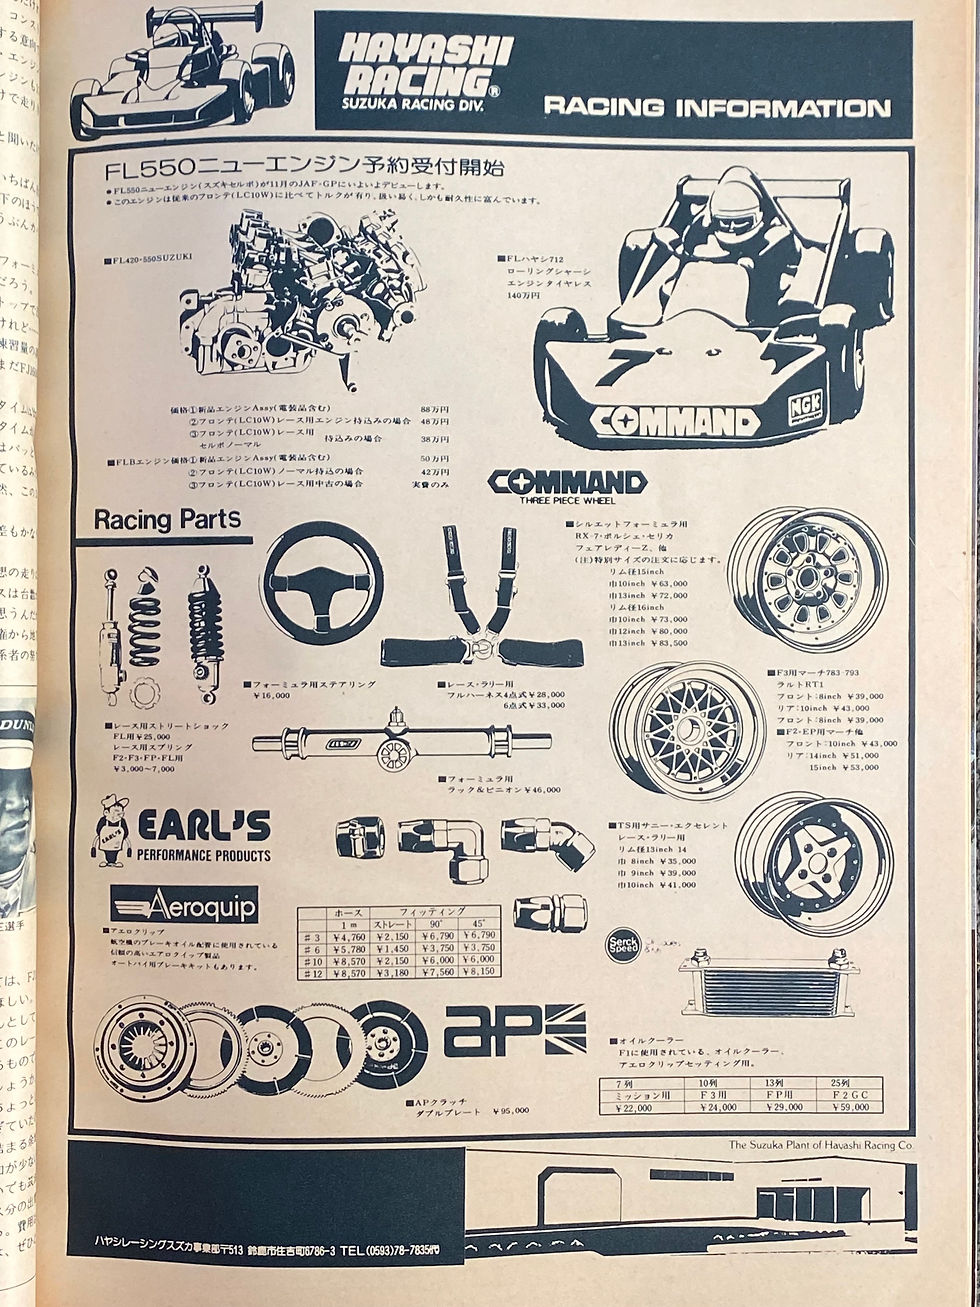 HAYASHI
RACING®
SUZUKA RACING DIV.
RACING INFORMATION
FL550ニューエンジン予約受付開始
●FL550ニューエンジン(スズキセルボ)が11月のJAF・GPにいよいよデビューします。
●このエンジンは従来のフロンテ(LC10W)に比べてトルクが有り、扱い易く、しかも耐久性に富んでいます。
■FL420-550SUZUKI
■FLハヤシ712
ローリングシャーシ
エンジンタイヤレス
140万円
7
COMMAND
NGK
価格①新品エンジンAssy(電装品含む) 88万円
②フロンテ(LC10W)レース用エンジン持込みの場合 48万円
③フロンテ(LC10W)レース用
セルボノーマル 持込みの場合 38万円
■FLBエンジン価格①新品エンジンAssy(電装品含む) 50万円
②フロンテ(LC10W)ノーマル持込の場合 42万円
③フロンテ(LC10W)レース用中古の場合 実費のみ
COMMAND
THREE PIECE WHEEL
Racing Parts
■シルエットフォーミュラ用
RX-7・ポルシェ・セリカ
フェアレディーZ、他
(注)特別サイズの注文に応じます。
リム径15inch
巾10inch ¥63,000
巾13inch ¥72,000
リム径16inch
巾10inch ¥73,000
巾12inch ¥80,000
巾13inch ¥83,500
■フォーミュラ用ステアリング
¥16,000
■レース・ラリー用
フルハーネス4点式¥28,000
6点式¥33,000
■F3用マーチ783-793
ラルトRT1
フロント:8inch ¥39,000
リア:10inch ¥43,000
フロント:8inch ¥39,000
■F2・EP用マーチ他
フロント:10inch ¥43,000
リア:14inch ¥51,000
15inch ¥53,000
■レース用ストリートショック
FL用¥25,000
レース用スプリング
F2・F3・FP・FL用
¥3,000〜7,000
■フォーミュラ用
ラック&ピニオン¥46,000
EARL'S
EARL'S
PERFORMANCE PRODUCTS
■TS用サニー・エクセレント
レース・ラリー用
リム径13inch 14
巾 8inch ¥35,000
巾 9inch ¥39,000
巾10inch ¥41,000
Aeroquip
■アエロクリップ
航空機のブレーキオイル配管に使用されている
信頼の高いエアロクイップ製品
オートバイ用ブレーキキットもあります。
ホース フィッティング
1m ストレート 90° 45°
#3 ¥4,760 ¥2,150 ¥6,790 ¥6,790
#6 ¥5,780 ¥1,450 ¥3,750 ¥3,750
#10 ¥8,570 ¥2,150 ¥6,000 ¥6,000
#12 ¥8,570 ¥3,180 ¥7,560 ¥8,150
Serck
Speed
AP
■APクラッチ
ダブルプレート ¥95,000
■オイルクーラー
F1に使用されている、オイルクーラー、
アエロクリップセッティング用。
7列 10列 13列 25列
ミッション用 F3用 FP用 F2GC
¥22,000 ¥24,000 ¥29,000 ¥59,000
The Suzuka Plant of Hayashi Racing Co.
ハヤシレーシングスズカ事業部〒513 鈴鹿市住吉町6786-3 TEL(0593)78-7835代
DUN